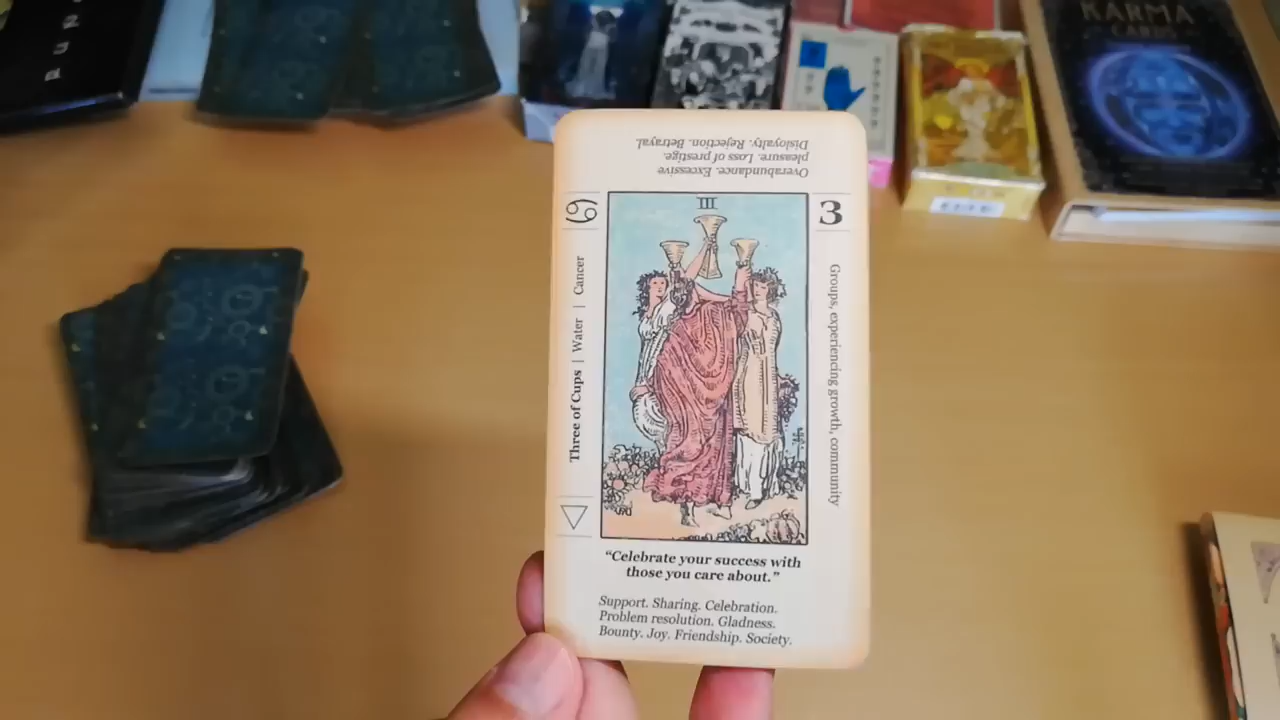 KARMA
CARDS
Overabundance. Excessive
pleasure. Loss of prestige.
Disloyalty. Rejection. Betrayal.
III
3
Three of Cups | Water | Cancer
Groups, experiencing growth, community
“Celebrate your success with
those you care about.”
Support. Sharing. Celebration.
Problem resolution. Gladness.
Bounty. Joy. Friendship. Society.